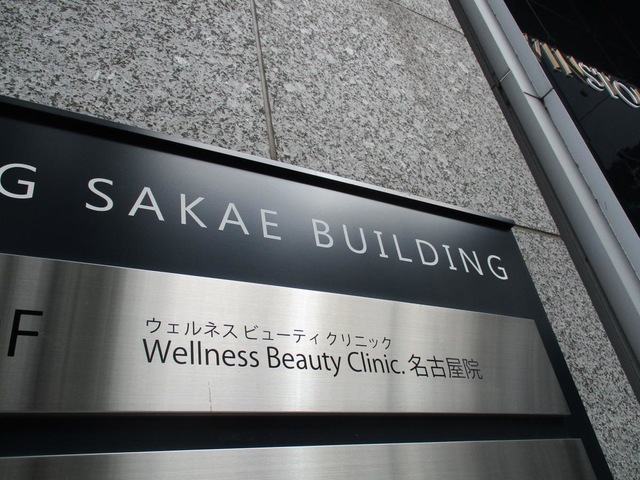 G SAKAE BUILDING
F
ウェルネス ビューティ クリニック
Wellness Beauty Clinic. 名古屋院